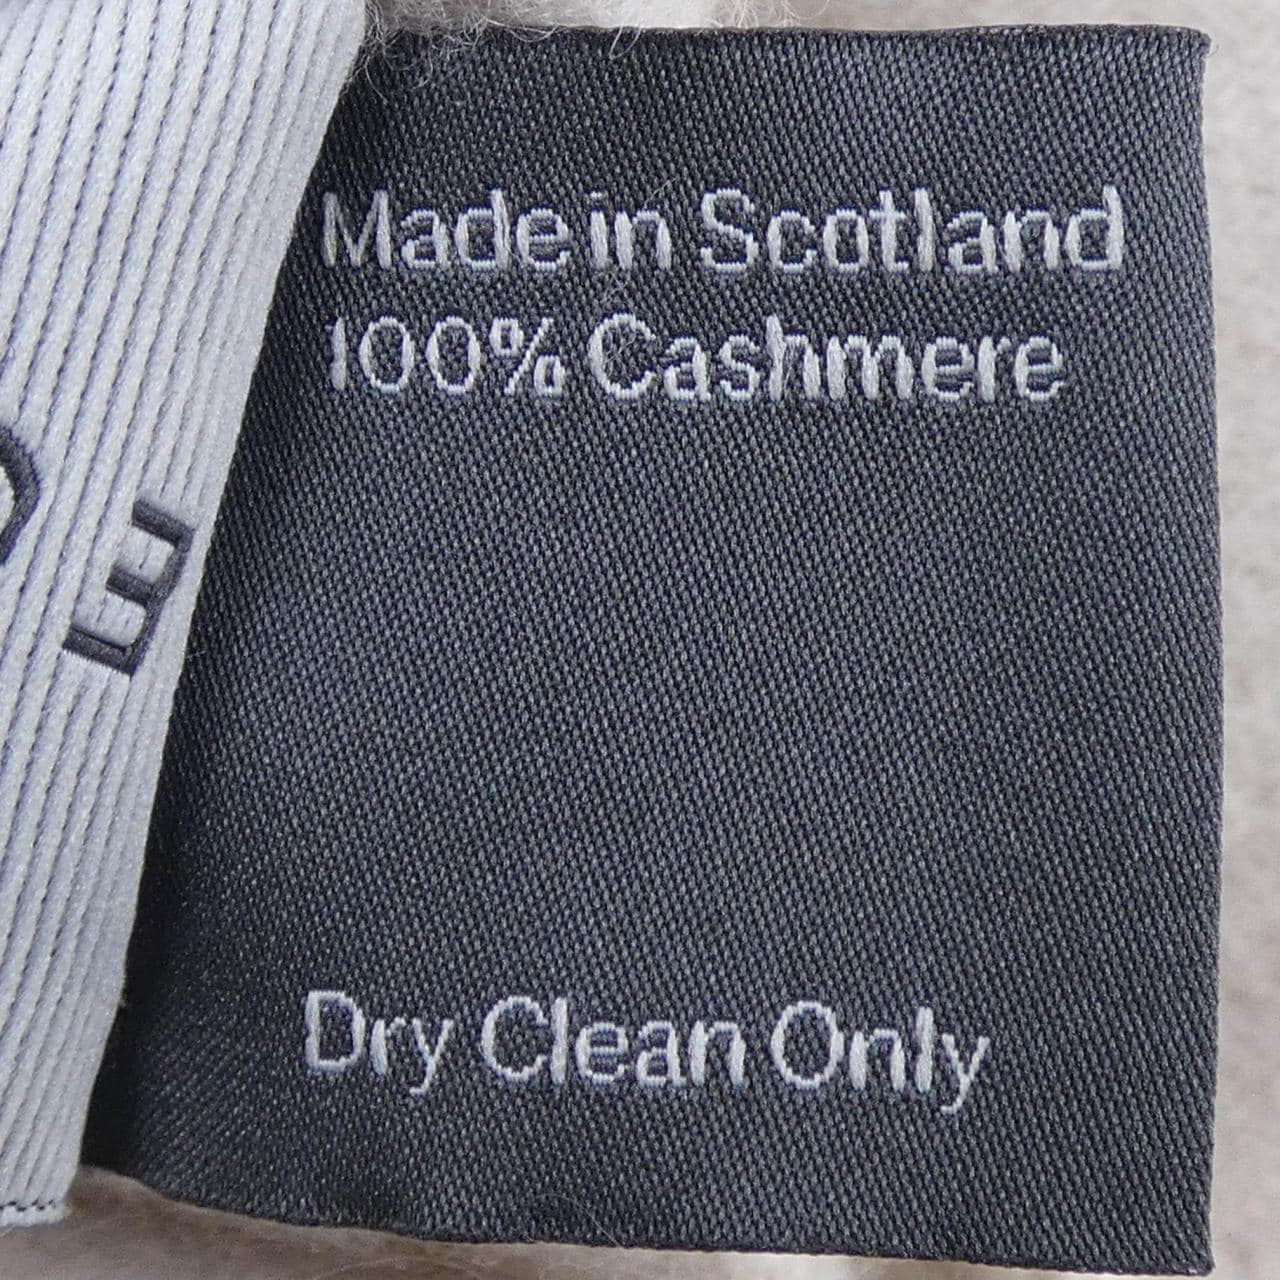 Made in Scotland
100% Cashmere
Dry Clean Only
E